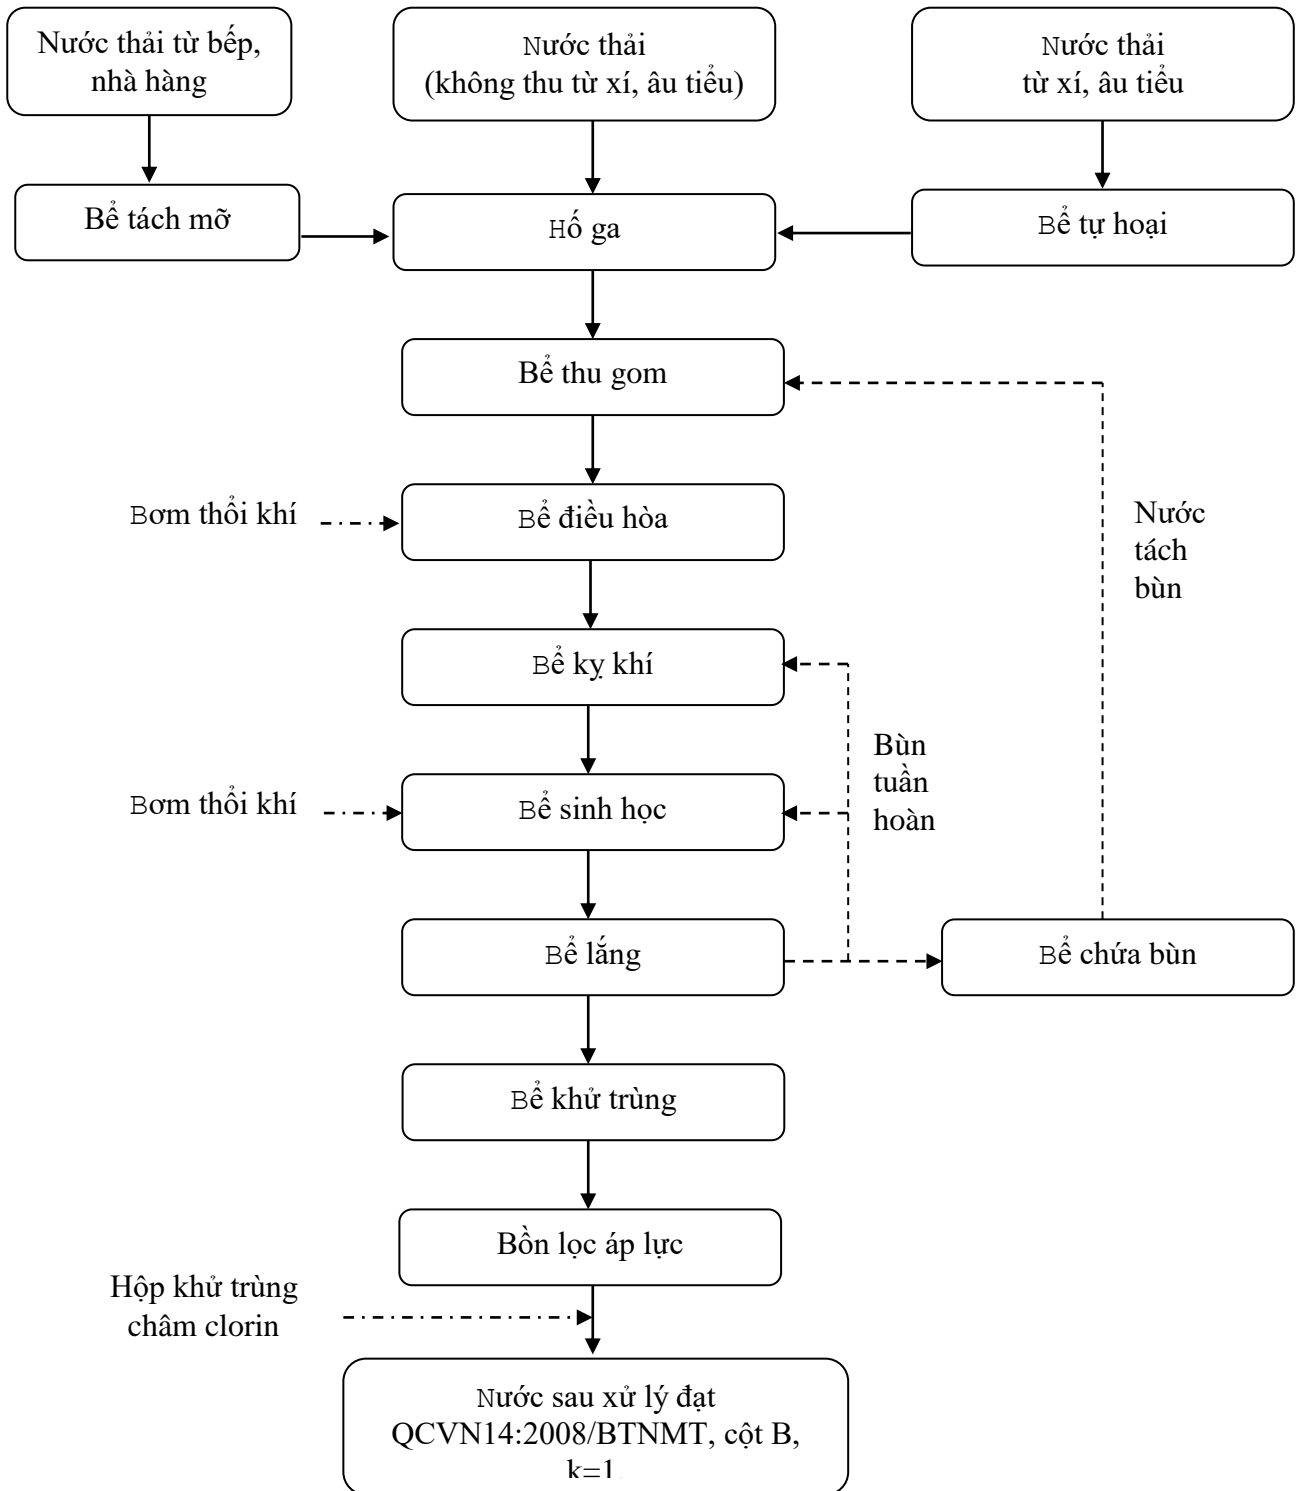 Nước thải từ bếp,
nhà hàng
Nước thải
(không thu từ xí, âu tiểu)
Nước thải
từ xí, âu tiểu
Bể tách mỡ
Hố ga
Bể tự hoại
Bể thu gom
Bơm thổi khí
Bể điều hòa
Nước
tách
bùn
Bể kỵ khí
Bùn
tuần
hoàn
Bơm thổi khí
Bể sinh học
Bể lắng
Bể chứa bùn
Bể khử trùng
Bồn lọc áp lực
Hộp khử trùng
châm clorin
Nước sau xử lý đạt
QCVN14:2008/BTNMT, cột B,
k=1